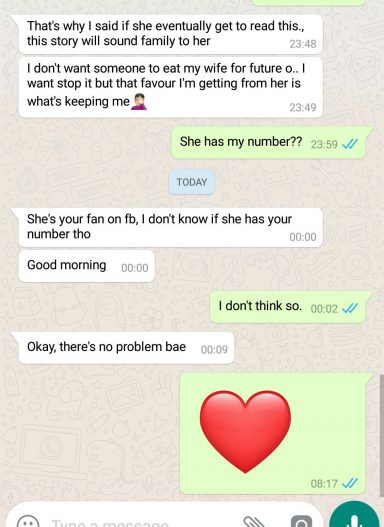 That's why I said if she eventually get to read this.,
this story will sound family to her
23:48
I don't want someone to eat my wife for future o.. I
want stop it but that favour I'm getting from her is
what's keeping me🤦🏻‍♂️
23:49
She has my number?? 23:59
TODAY
She's your fan on fb, I don't know if she has your
number tho
00:00
Good morning 00:00
I don't think so. 00:02
Okay, there's no problem bae 00:09
❤️
08:17
Type a message